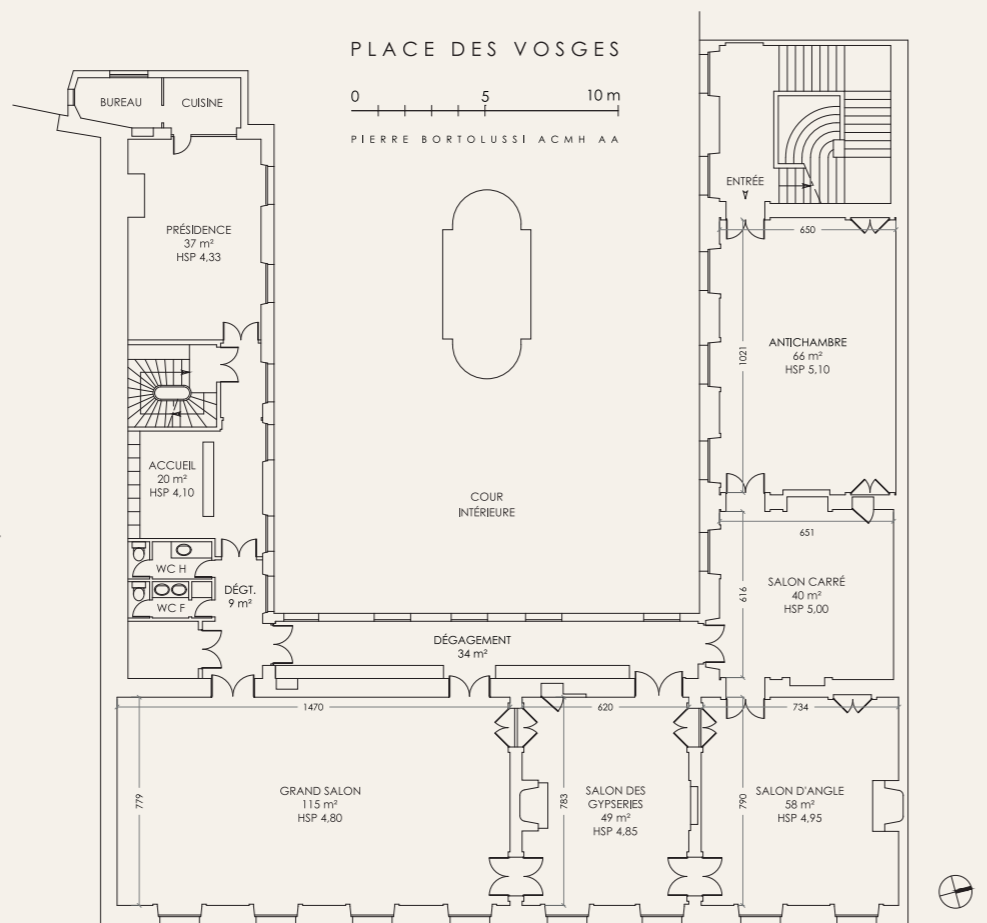 PLACE DES VOSGES
0 5 10 m
PIERRE BORTOLUSSI ACMH AA
BUREAU
CUISINE
ENTRÉE
PRÉSIDENCE
37 m²
HSP 4,33
650
1021
ANTICHAMBRE
66 m²
HSP 5,10
ACCUEIL
20 m²
HSP 4,10
COUR
INTÉRIEURE
651
616
SALON CARRÉ
40 m²
HSP 5,00
WC H
WC F
DÉGT.
9 m²
DÉGAGEMENT
34 m²
1470
620
734
779
GRAND SALON
115 m²
HSP 4,80
783
SALON DES
GYPSERIES
49 m²
HSP 4,85
790
SALON D'ANGLE
58 m²
HSP 4,95